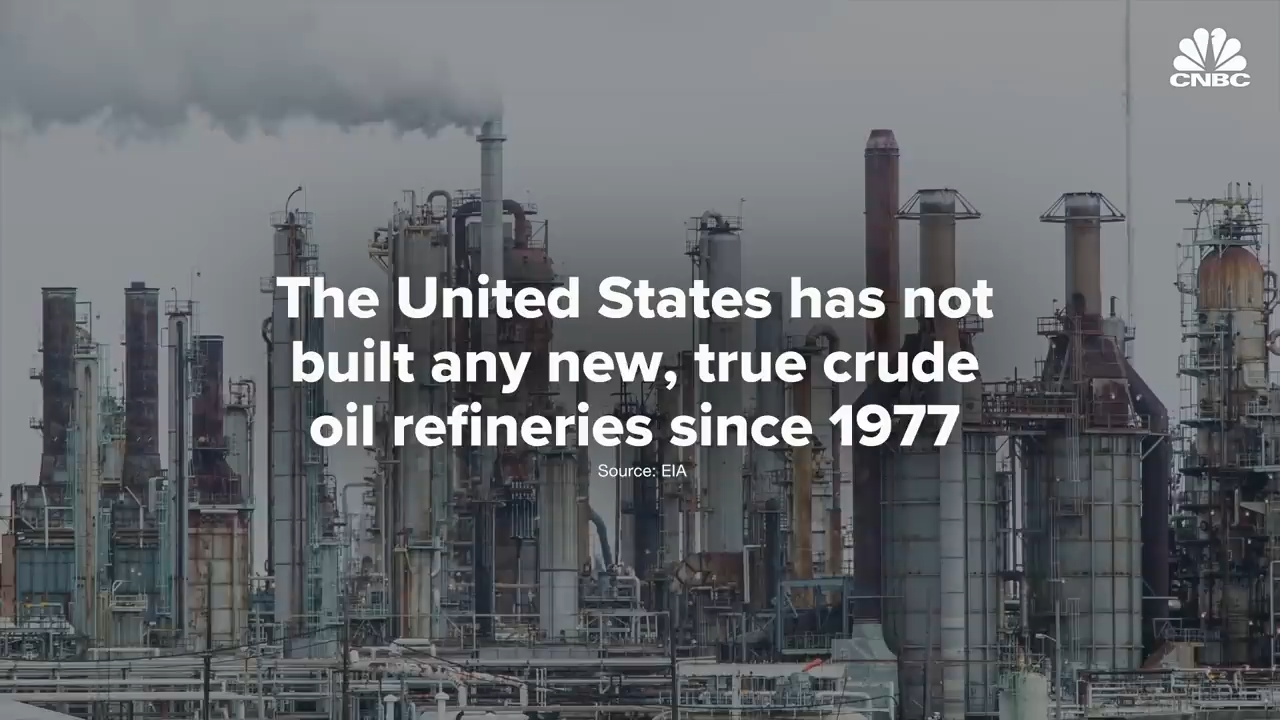 CNBC
The United States has not
built any new, true crude
oil refineries since 1977
Source: EIA